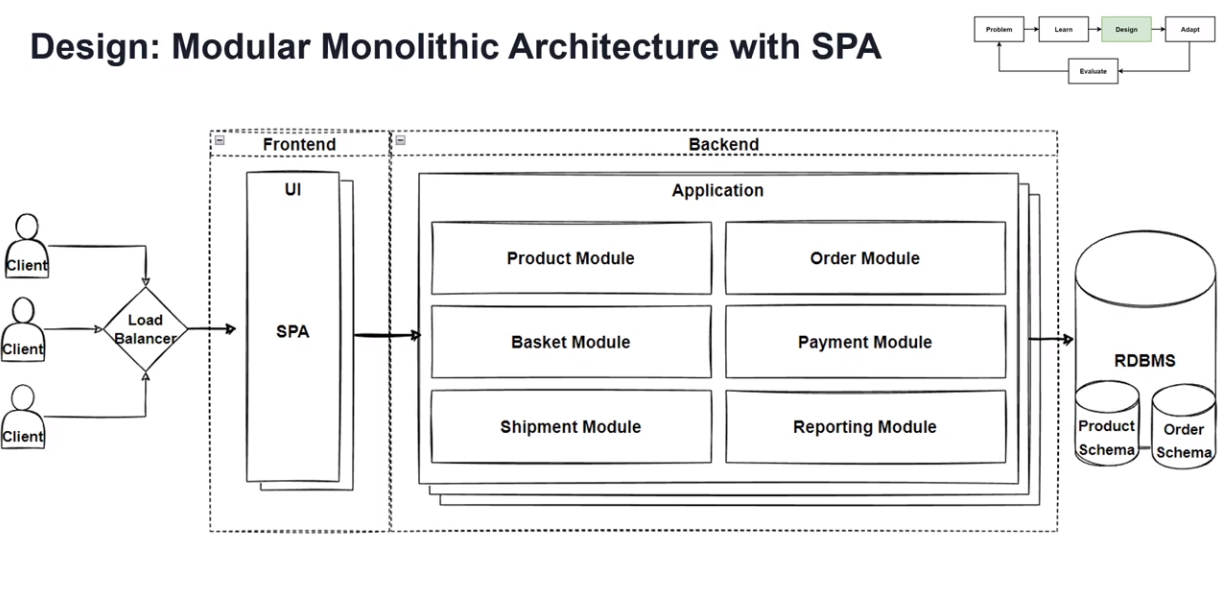 Design: Modular Monolithic Architecture with SPA
Problem
Learn
Design
Adapt
Evaluate
Frontend
Backend
UI
SPA
Application
Product Module
Order Module
Basket Module
Payment Module
Shipment Module
Reporting Module
Client
Client
Client
Load
Balancer
RDBMS
Product
Schema
Order
Schema